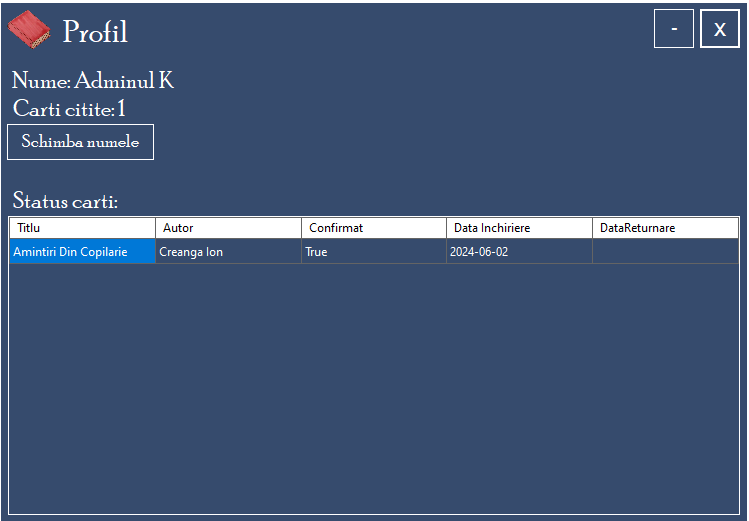 Profil
-
X
Nume: Adminul K
Carti citite: 1
Schimba numele
Status carti:
Titlu Autor Confirmat Data Inchiriere DataReturnare
Amintiri Din Copilarie Creanga Ion True 2024-06-02